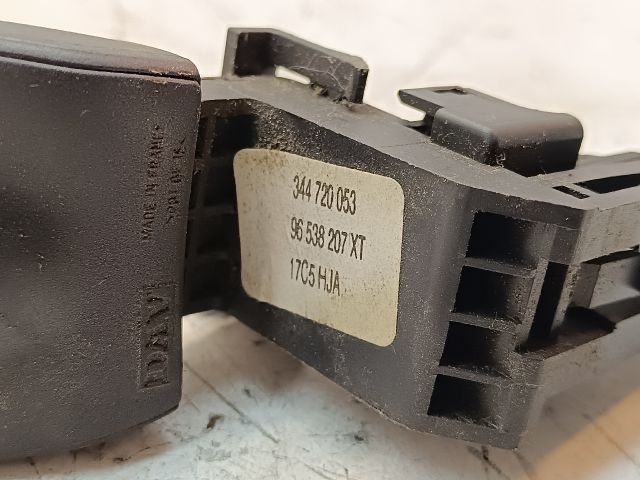 MADE IN FRANCE
344 720 053
96 538 207 XT
17C5 HJA